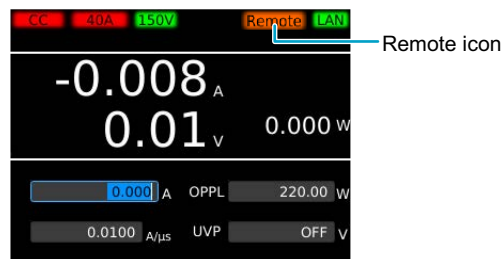 CC 40A 150V Remote LAN
Remote icon
-0.008 A
0.01 V 0.000 W
0.000 A OPPL 220.00 W
0.0100 A/µs UVP OFF V